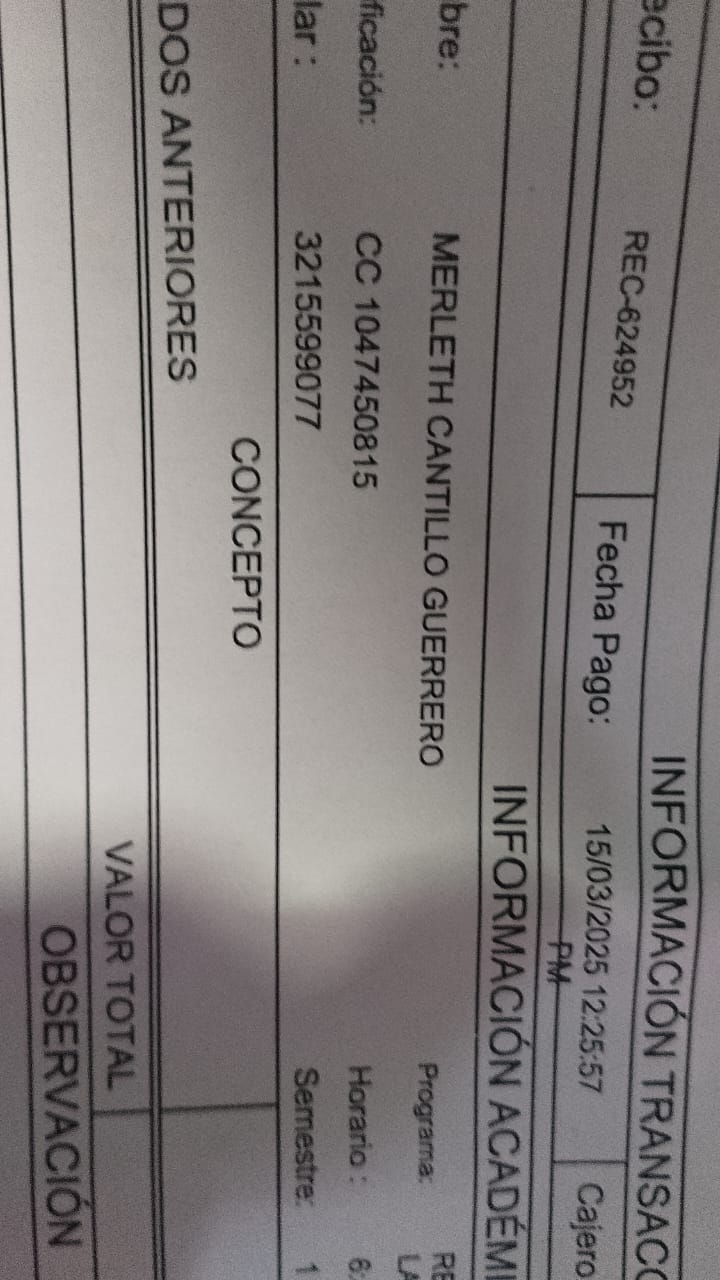 INFORMACIÓN TRANSAC
ecibo: REC-624952 Fecha Pago: 15/03/2025 12:25:57 PM Cajero
INFORMACIÓN ACADÉMI
bre: MERLETH CANTILLO GUERRERO Programa: RE
LA
ficación: CC 1047450815 Horario : 6:
lar : 3215599077 Semestre: 1
CONCEPTO
DOS ANTERIORES
VALOR TOTAL
OBSERVACIÓN